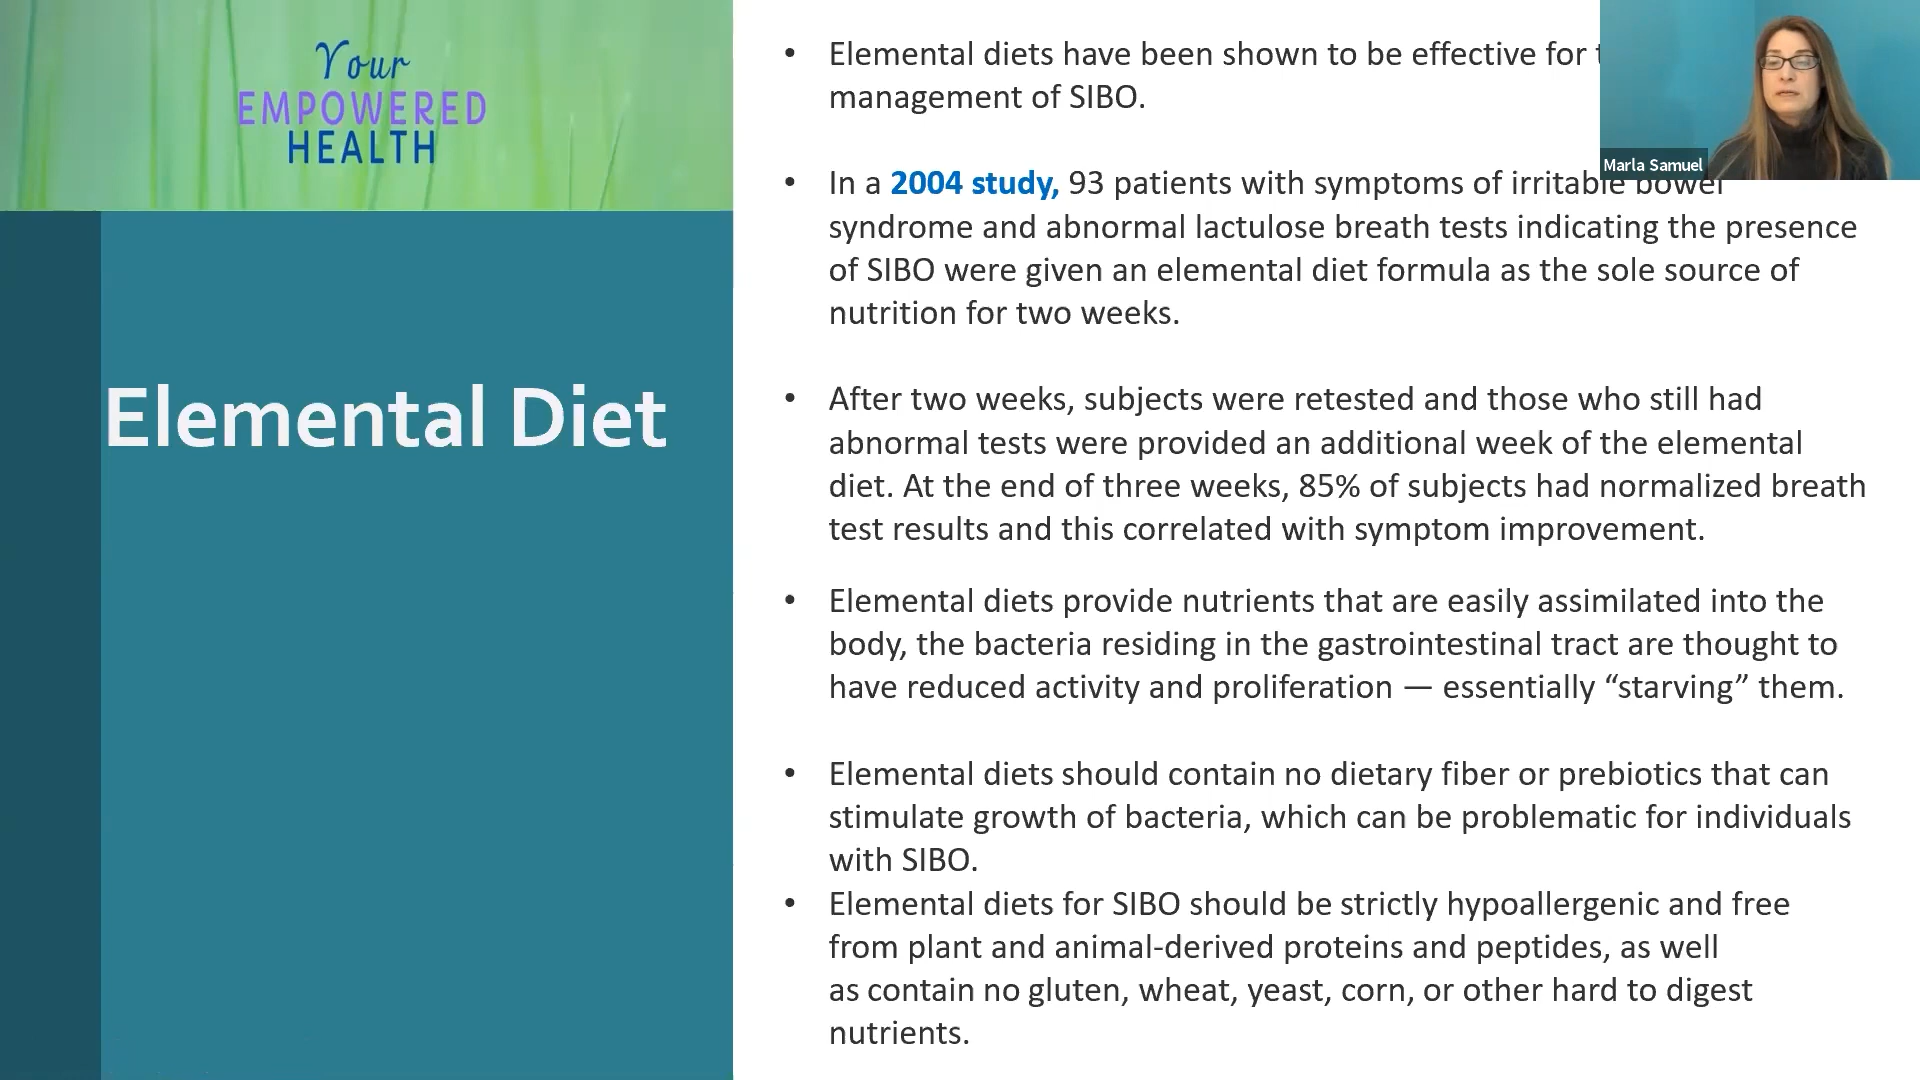 Your
EMPOWERED
HEALTH
Elemental Diet
• Elemental diets have been shown to be effective for
management of SIBO.
• In a 2004 study, 93 patients with symptoms of irritable bowel
syndrome and abnormal lactulose breath tests indicating the presence
of SIBO were given an elemental diet formula as the sole source of
nutrition for two weeks.
• After two weeks, subjects were retested and those who still had
abnormal tests were provided an additional week of the elemental
diet. At the end of three weeks, 85% of subjects had normalized breath
test results and this correlated with symptom improvement.
• Elemental diets provide nutrients that are easily assimilated into the
body, the bacteria residing in the gastrointestinal tract are thought to
have reduced activity and proliferation — essentially “starving” them.
• Elemental diets should contain no dietary fiber or prebiotics that can
stimulate growth of bacteria, which can be problematic for individuals
with SIBO.
• Elemental diets for SIBO should be strictly hypoallergenic and free
from plant and animal-derived proteins and peptides, as well
as contain no gluten, wheat, yeast, corn, or other hard to digest
nutrients.
Marla Samuel